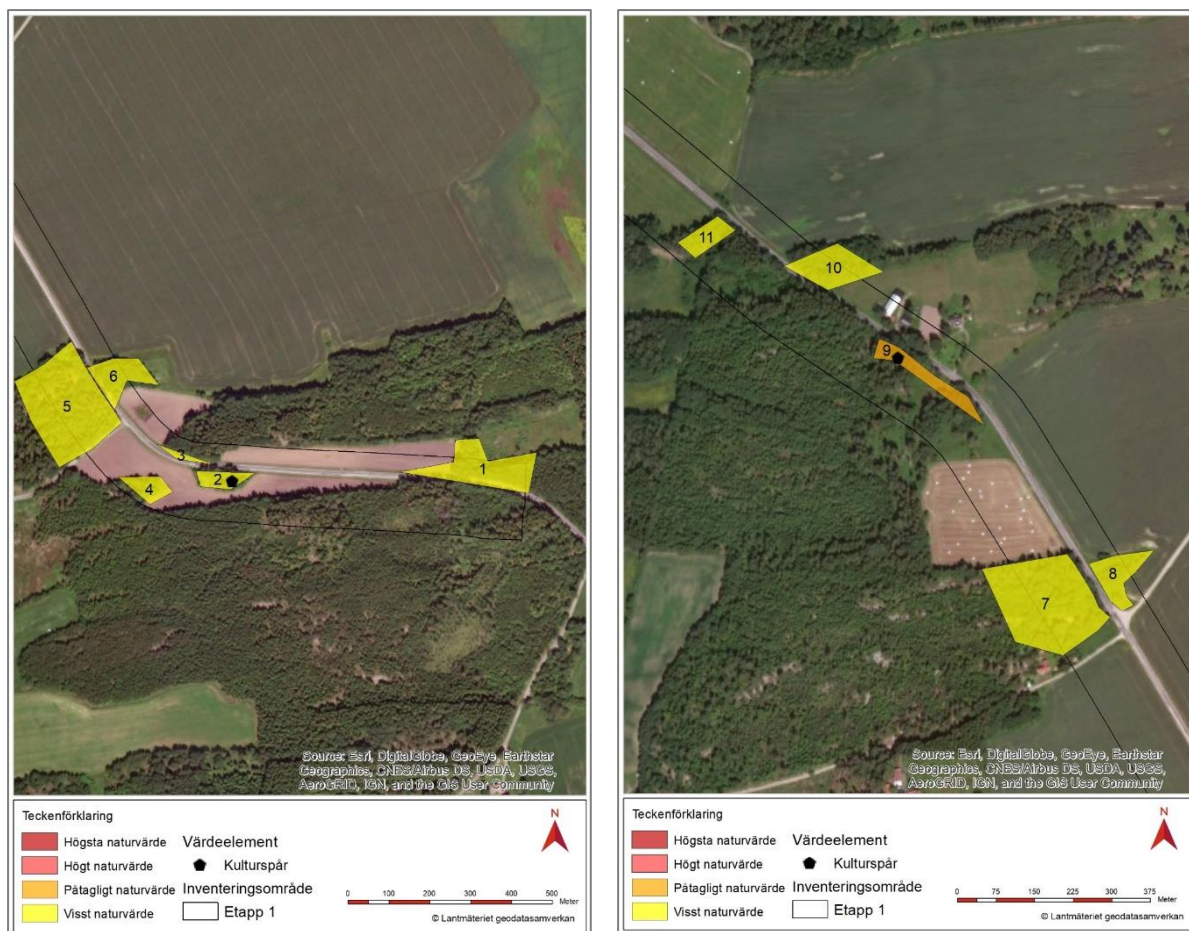 6
5
3
1
2
4
Source: Esri, DigitalGlobe, GeoEye, Earthstar
Geographics, CNES/Airbus DS, USDA, USGS,
AeroGRID, IGN, and the GIS User Community
Teckenförklaring
Högsta naturvärde
Högt naturvärde
Påtagligt naturvärde
Visst naturvärde
Värdeelement
Kulturspår
Inventeringsområde
Etapp 1
N
0 100 200 300 400 500
Meter
© Lantmäteriet geodatasamverkan
11
10
9
8
7
Source: Esri, DigitalGlobe, GeoEye, Earthstar
Geographics, CNES/Airbus DS, USDA, USGS,
AeroGRID, IGN, and the GIS User Community
Teckenförklaring
Högsta naturvärde
Högt naturvärde
Påtagligt naturvärde
Visst naturvärde
Värdeelement
Kulturspår
Inventeringsområde
Etapp 1
N
0 75 150 225 300 375
Meter
© Lantmäteriet geodatasamverkan